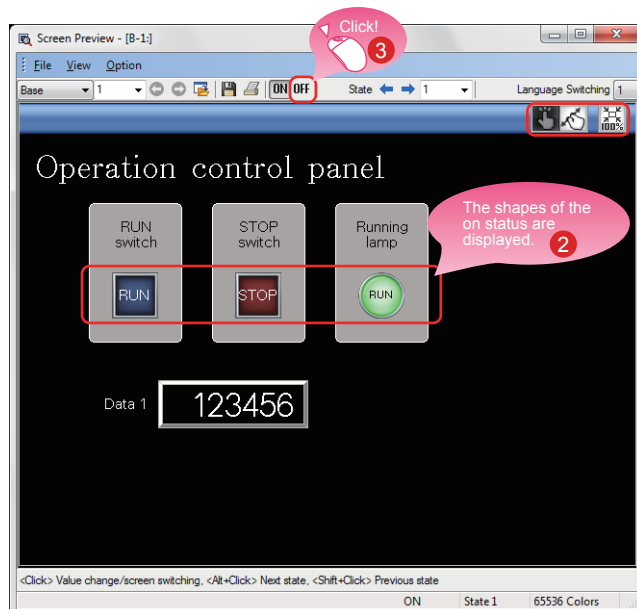 Screen Preview - [B-1:]
Click!
3
File View Option
Base 1 ON OFF State 1 Language Switching 1
100%
Operation control panel
RUN
switch
STOP
switch
Running
lamp
The shapes of the
on status are
displayed. 2
RUN STOP RUN
Data 1 123456
<Click> Value change/screen switching, <Alt+Click> Next state, <Shift+Click> Previous state
ON State 1 65536 Colors